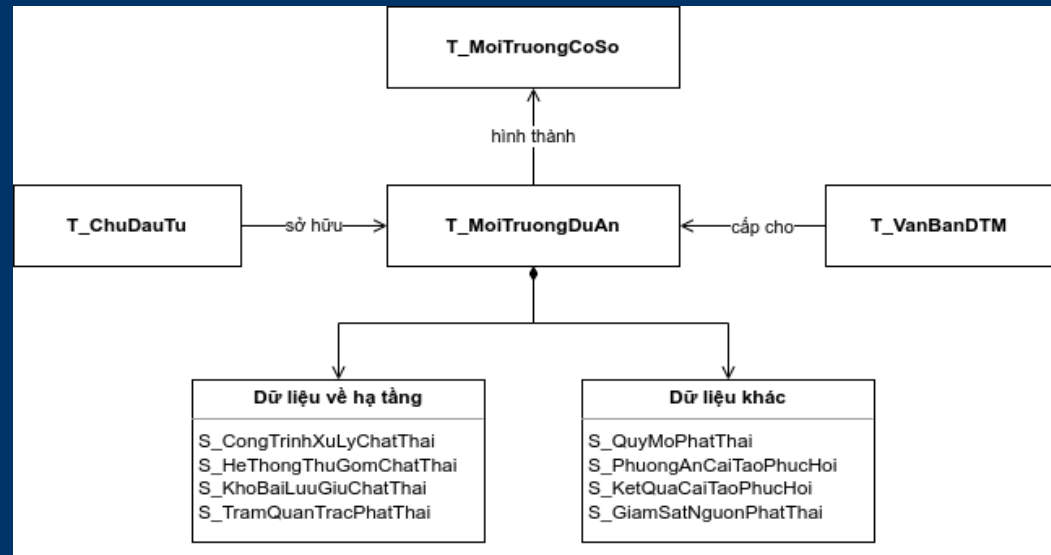 T_MoiTruongCoSo
hình thành
T_ChuDauTu
sở hữu
T_MoiTruongDuAn
cấp cho
T_VanBanDTM
Dữ liệu về hạ tầng
S_CongTrinhXuLyChatThai
S_HeThongThuGomChatThai
S_KhoBaiLuuGiuChatThai
S_TramQuanTracPhatThai
Dữ liệu khác
S_QuyMoPhatThai
S_PhuongAnCaiTaoPhucHoi
S_KetQuaCaiTaoPhucHoi
S_GiamSatNguonPhatThai